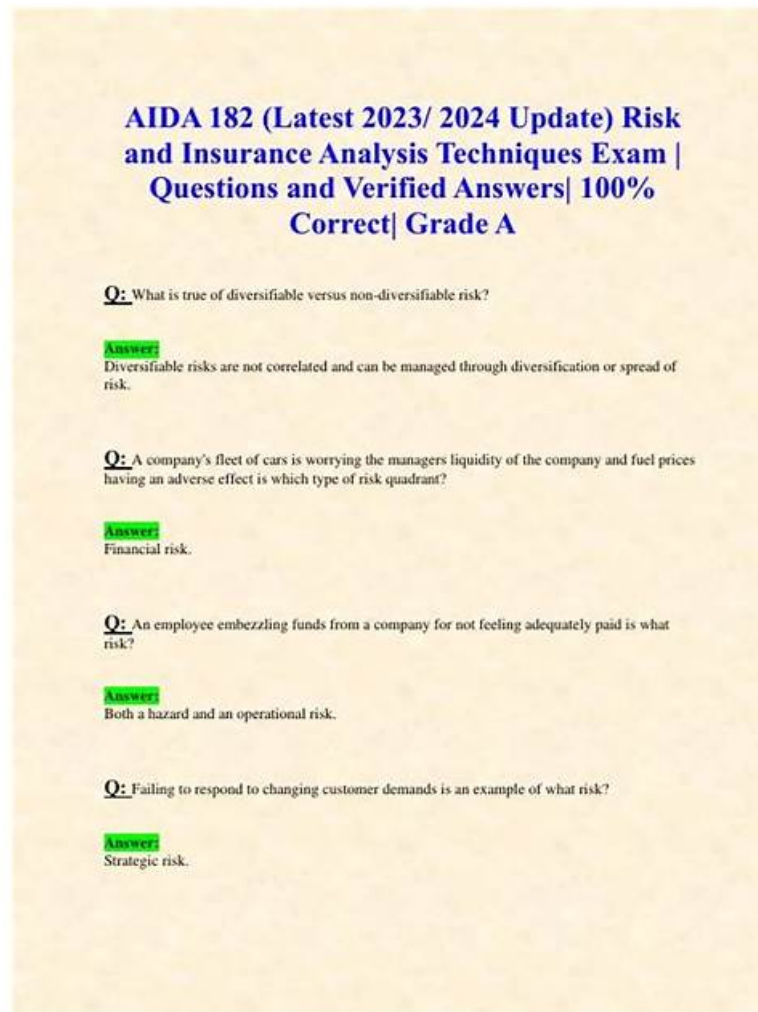 AIDA 182 (Latest 2023/ 2024 Update) Risk
and Insurance Analysis Techniques Exam |
Questions and Verified Answers| 100%
Correct| Grade A
Q: What is true of diversifiable versus non-diversifiable risk?
Answer:
Diversifiable risks are not correlated and can be managed through diversification or spread of
risk.
Q: A company's fleet of cars is worrying the managers liquidity of the company and fuel prices
having an adverse effect is which type of risk quadrant?
Answer:
Financial risk.
Q: An employee embezzling funds from a company for not feeling adequately paid is what
risk?
Answer:
Both a hazard and an operational risk.
Q: Failing to respond to changing customer demands is an example of what risk?
Answer:
Strategic risk.